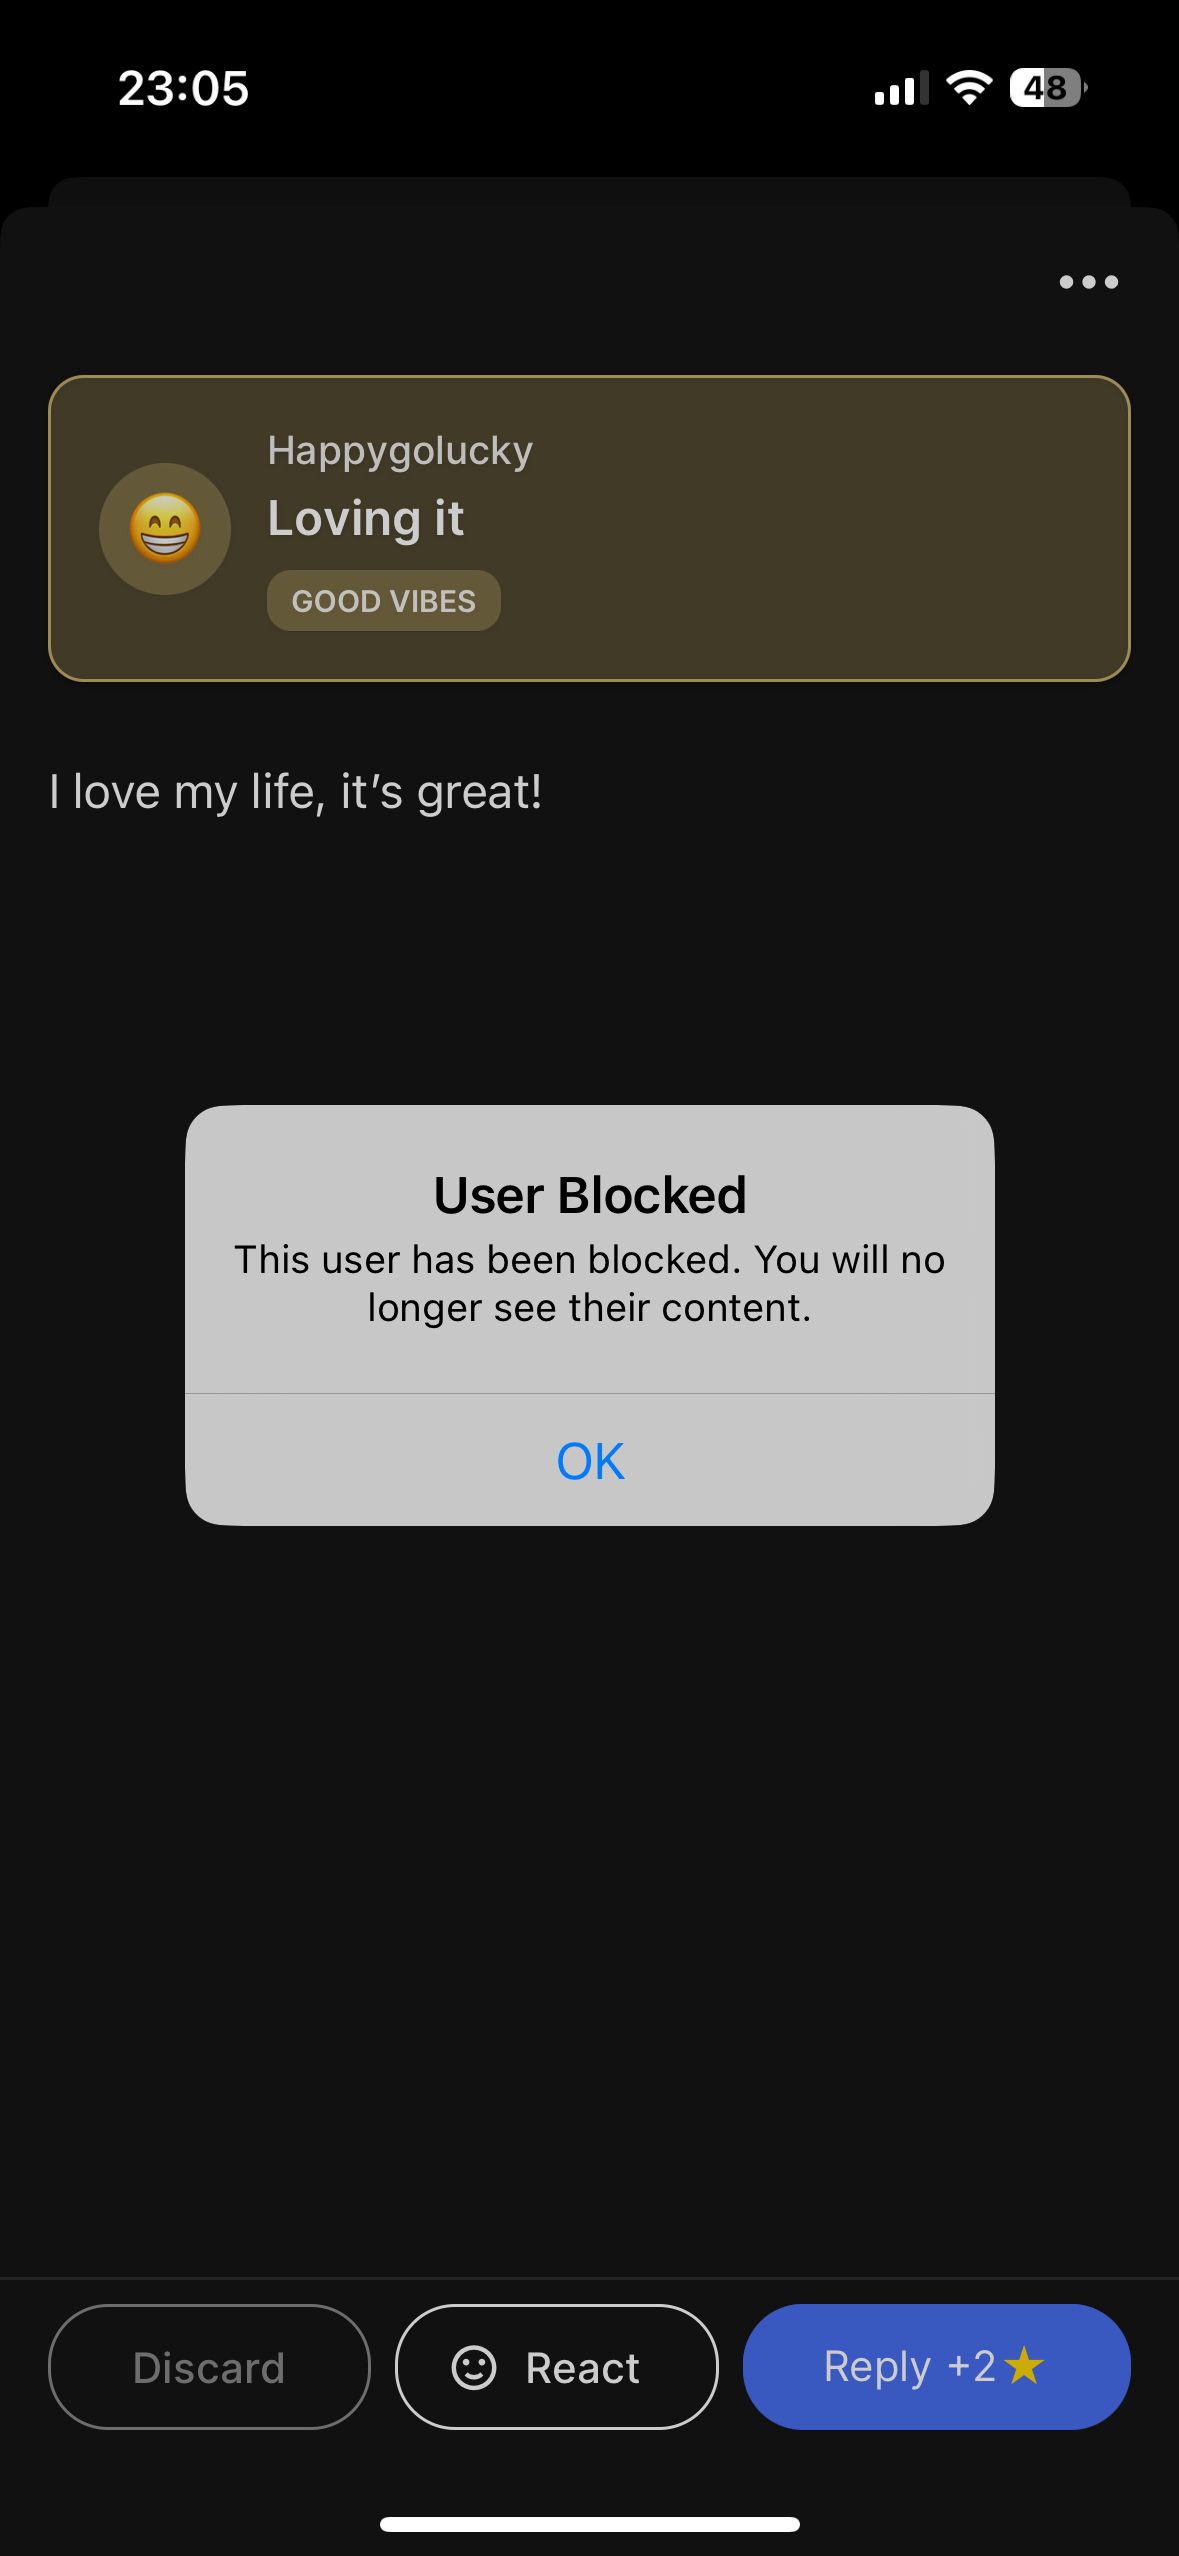 23:05
48
Happygolucky
Loving it
GOOD VIBES
I love my life, it’s great!
User Blocked
This user has been blocked. You will no
longer see their content.
OK
Discard
React
Reply +2